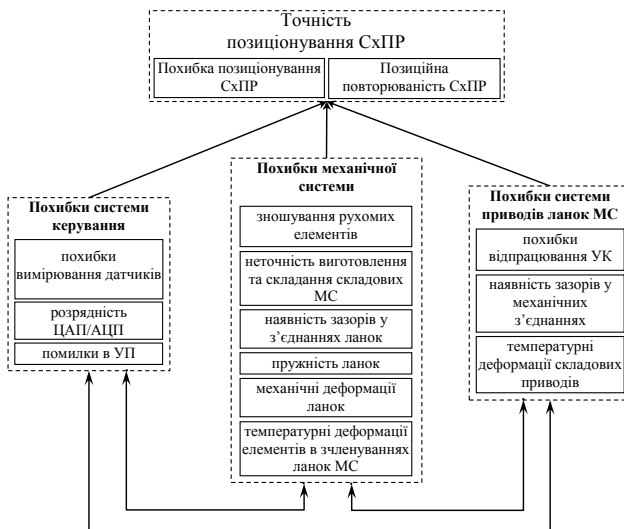 Точність
позиціонування СхПР
Похибка позиціонування
СхПР
Позиційна
повторюваність СхПР
Похибки системи
керування
похибки
вимірювання датчиків
розрядність
ЦАП/АЦП
помилки в УП
Похибки механічної
системи
зношування рухомих
елементів
неточність виготовлення
та складання складових
МС
наявність зазорів у
з’єднаннях ланок
пружність ланок
механічні деформації
ланок
температурні деформації
елементів в зчленуваннях
ланок МС
Похибки системи
приводів ланок МС
похибки
відпрацювання УК
наявність зазорів у
механічних
з’єднаннях
температурні
деформації складових
приводів